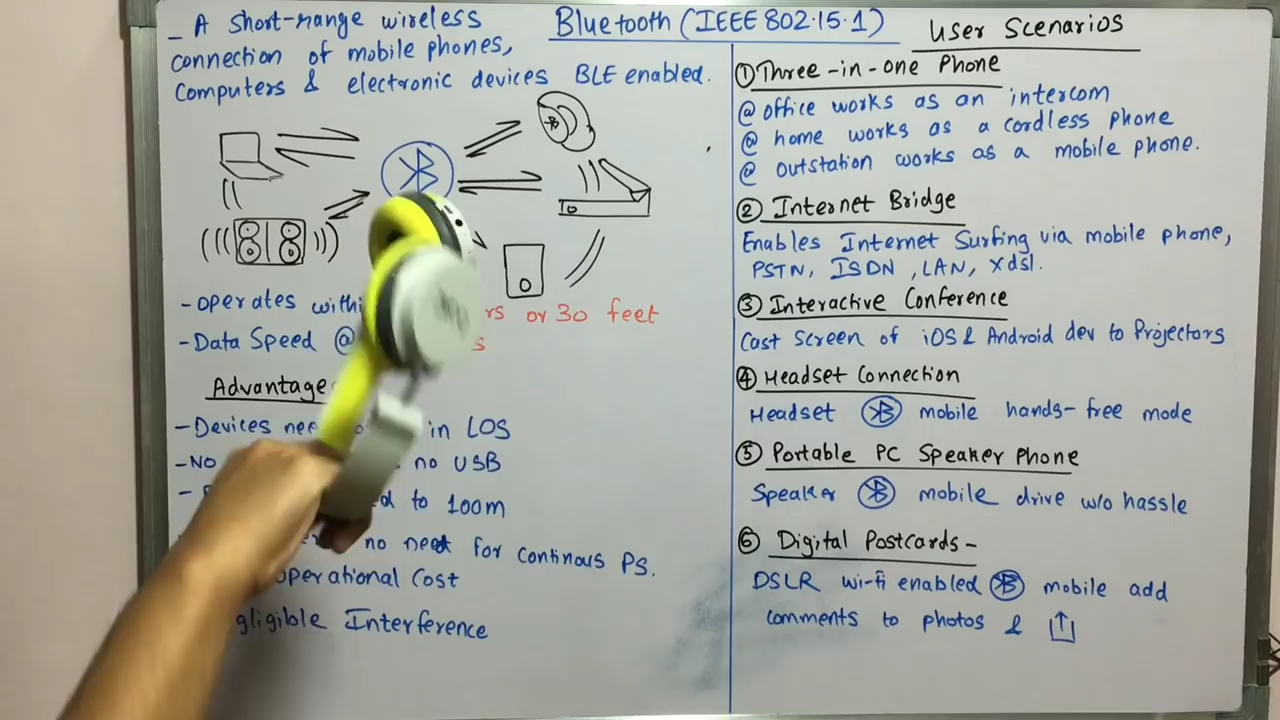 Bluetooth (IEEE 802.15.1)
- A Short-range wireless
connection of mobile phones,
Computers & electronic devices BLE enabled.
- operates within rs or 30 feet
- Data Speed @ s
Advantage
- Devices in LOS
- NO no USB
to 100m
no need for continous PS.
operational Cost
Interference
User Scenarios
① Three-in-one Phone
@ office works as an intercom
@ home works as a cordless phone
@ outstation works as a mobile phone.
② Internet Bridge
Enables Internet Surfing via mobile phone,
PSTN, ISDN, LAN, xdsl.
③ Interactive Conference
Cast Screen of iOS & Android dev to Projectors
④ Headset Connection
Headset mobile hands-free mode
⑤ Portable PC Speaker Phone
Speaker mobile drive w/o hassle
⑥ Digital Postcards -
DSLR wi-fi enabled mobile add
comments to photos &